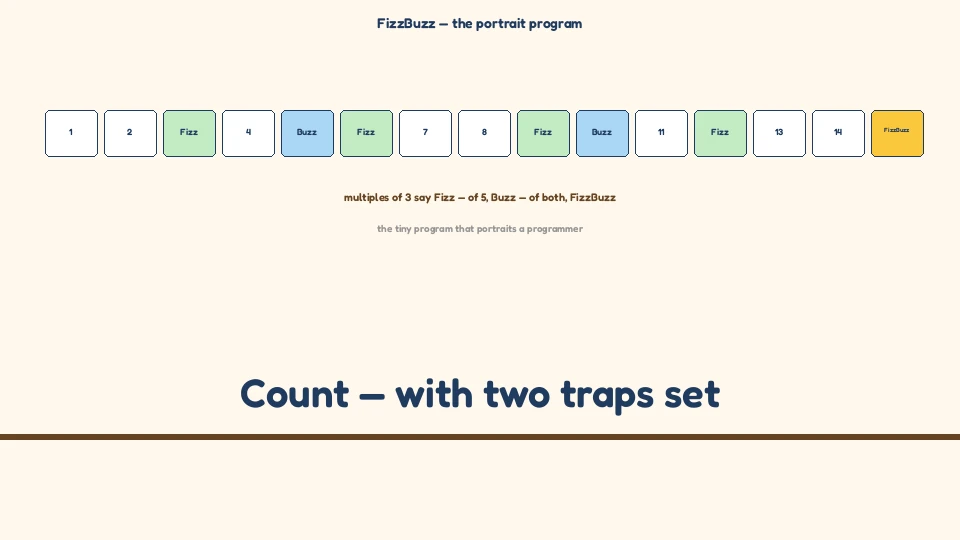 FizzBuzz — the portrait program
1 2 Fizz 4 Buzz Fizz 7 8 Fizz Buzz 11 Fizz 13 14 FizzBuzz
multiples of 3 say Fizz — of 5, Buzz — of both, FizzBuzz
the tiny program that portraits a programmer
Count — with two traps set